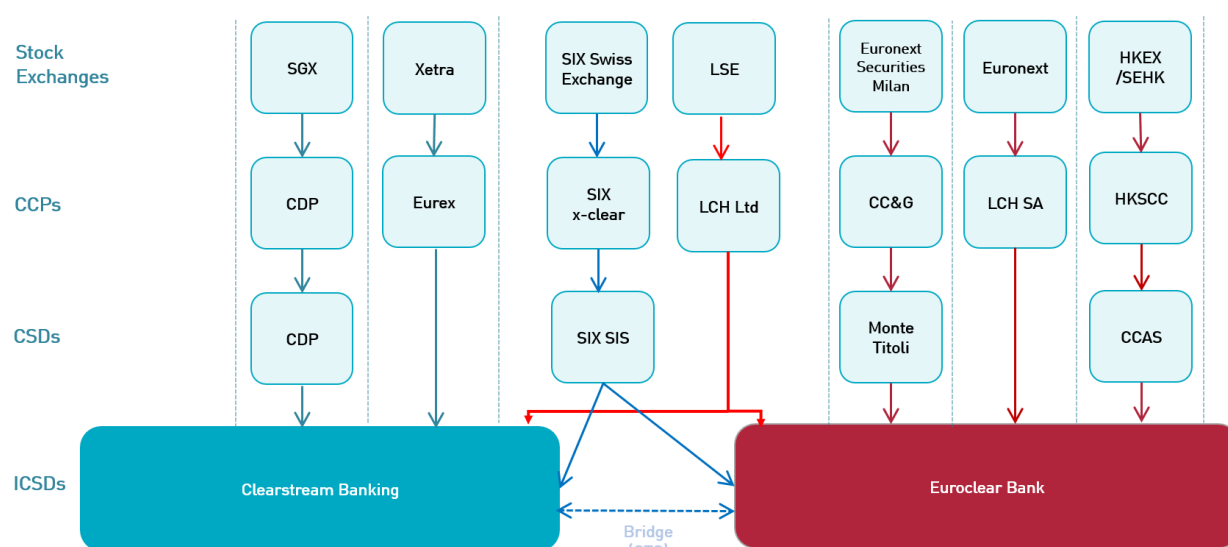 Stock
Exchanges
SGX
Xetra
SIX Swiss
Exchange
LSE
Euronext
Securities
Milan
Euronext
HKEX
/SEHK
CCPs
CDP
Eurex
SIX
x-clear
LCH Ltd
CC&G
LCH SA
HKSCC
CSDs
CDP
SIX SIS
Monte
Titoli
CCAS
ICSDs
Clearstream Banking
Euroclear Bank
Bridge